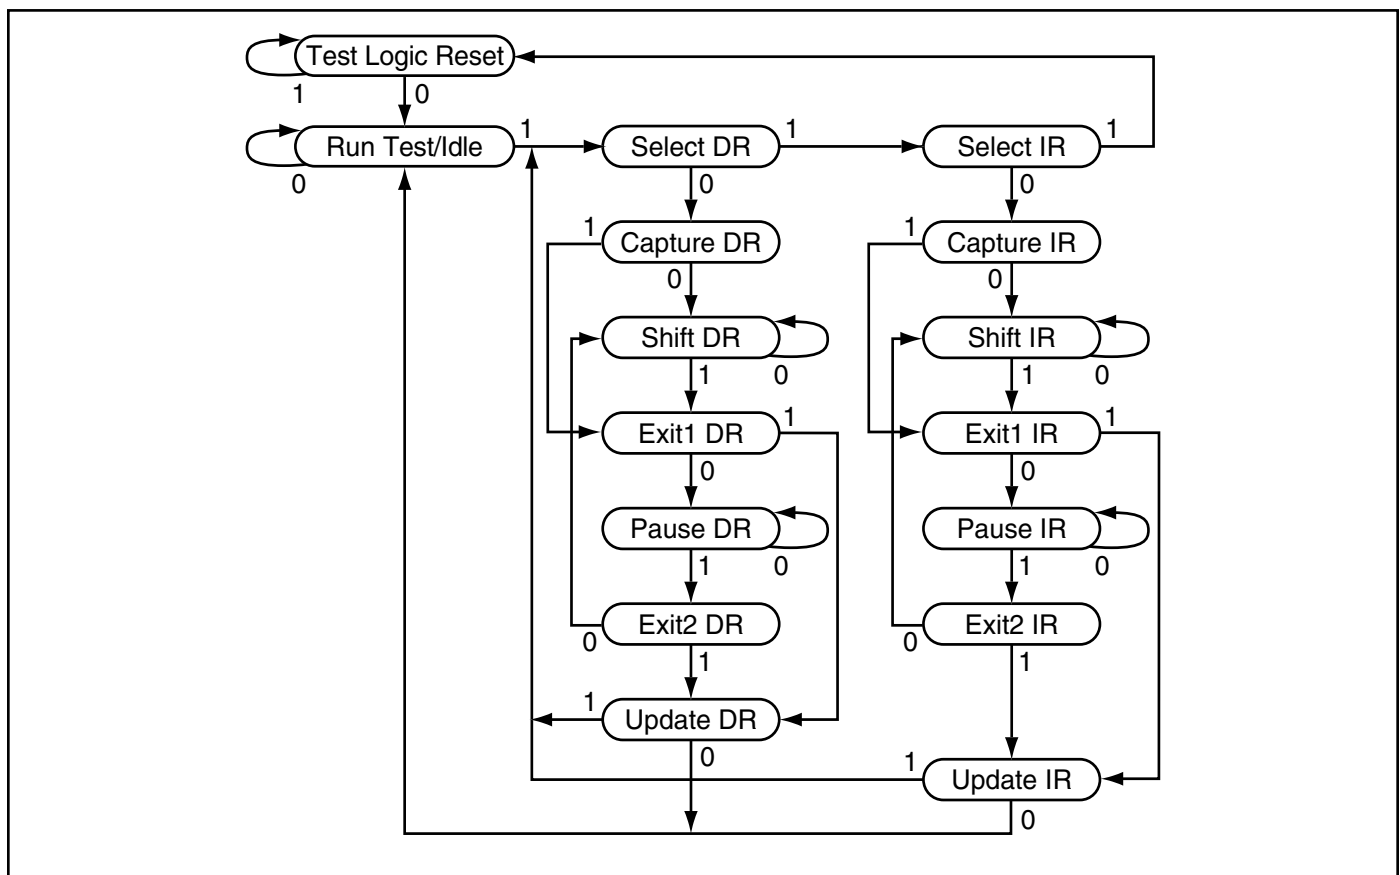 Test Logic Reset
1 0
Run Test/Idle 1 Select DR 1 Select IR 1
0 0 0
1 Capture DR 1 Capture IR
0 0
Shift DR Shift IR
1 0 1 0
Exit1 DR 1 Exit1 IR 1
0 0
Pause DR Pause IR
1 0 1 0
Exit2 DR Exit2 IR
0 1 0 1
1 Update DR
0 1 Update IR
0